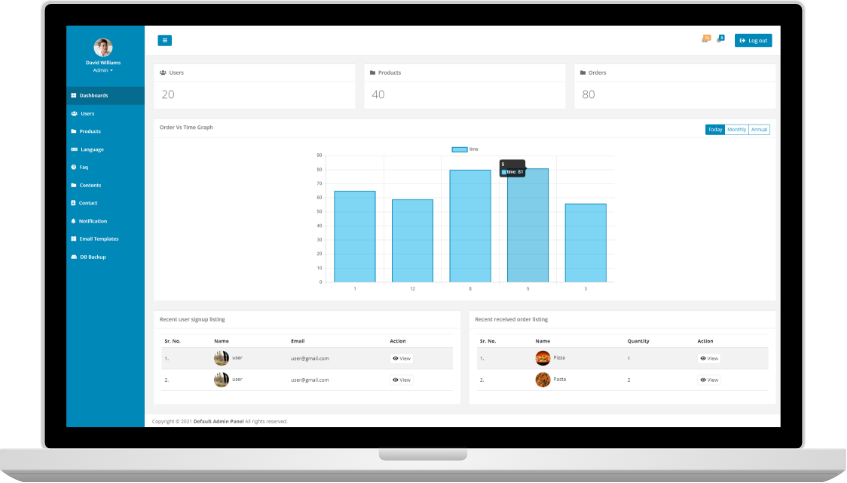 David Williams
Admin
Dashboards
Users
Products
Language
Faq
Contents
Contact
Notification
Email Templates
DB Backup
Log out
Users
20
Products
40
Orders
80
Order Vs Time Graph
Today Monthly Annual
time
90
80
70
60
50
40
30
20
10
0
time: 81
1 12 8 9 3
Recent user signup listing
Sr. No. Name Email Action
1. user user@gmail.com View
2. user user@gmail.com View
Recent received order listing
Sr. No. Name Quantity Action
1. Pizza 1 View
2. Pasta 2 View
Copyright © 2021 Default Admin Panel All rights reserved.